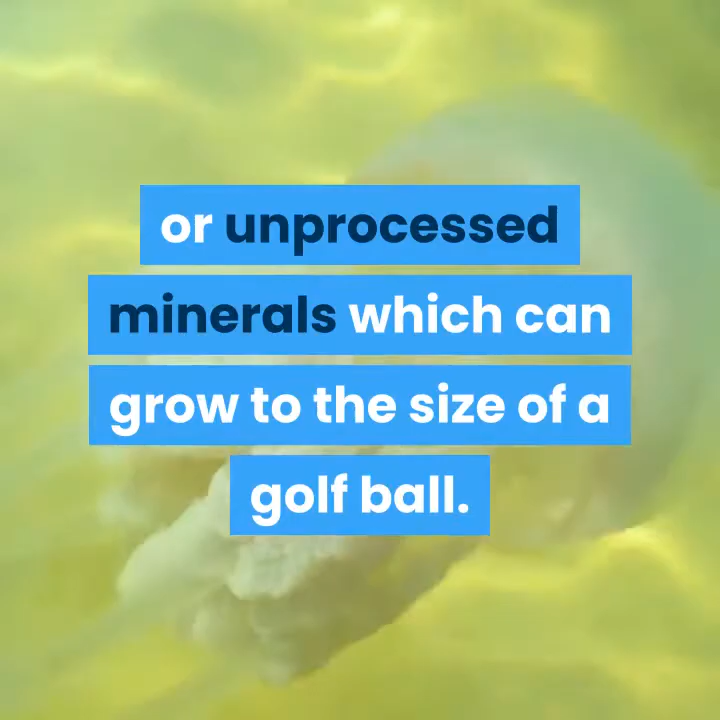 or unprocessed
minerals which can
grow to the size of a
golf ball.